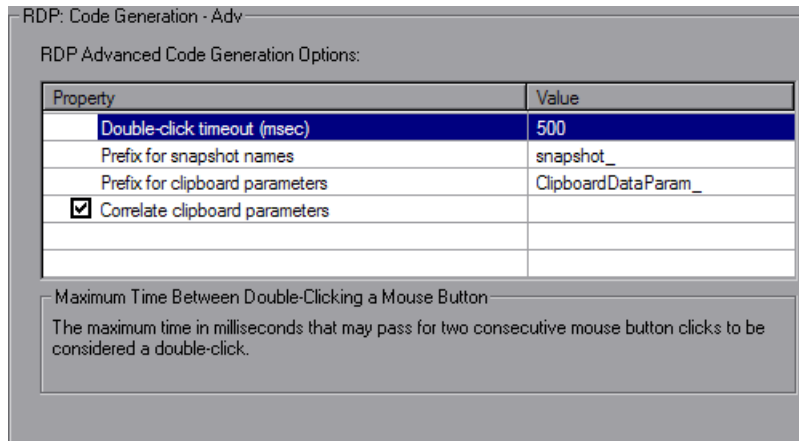 RDP: Code Generation - Adv
RDP Advanced Code Generation Options:
Property Value
Double-click timeout (msec) 500
Prefix for snapshot names snapshot_
Prefix for clipboard parameters ClipboardDataParam_
Correlate clipboard parameters
Maximum Time Between Double-Clicking a Mouse Button
The maximum time in milliseconds that may pass for two consecutive mouse button clicks to be
considered a double-click.